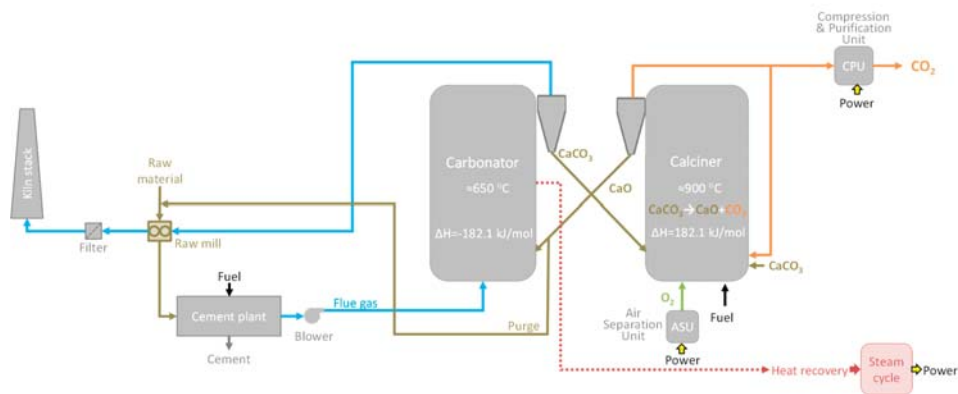 Compression
& Purification
Unit
CPU
CO2
Power
Kiln stack
Carbonator
≈650 °C
ΔH=-182.1 kJ/mol
CaCO3
CaO
Calciner
≈900 °C
CaCO3→CaO+CO2
ΔH=182.1 kJ/mol
Raw
material
Filter
Raw mill
CaCO3
Fuel
Cement plant
Cement
Flue gas
Blower
Purge
O2
Air
Separation
Unit
ASU
Power
Fuel
Heat recovery
Steam
cycle
Power